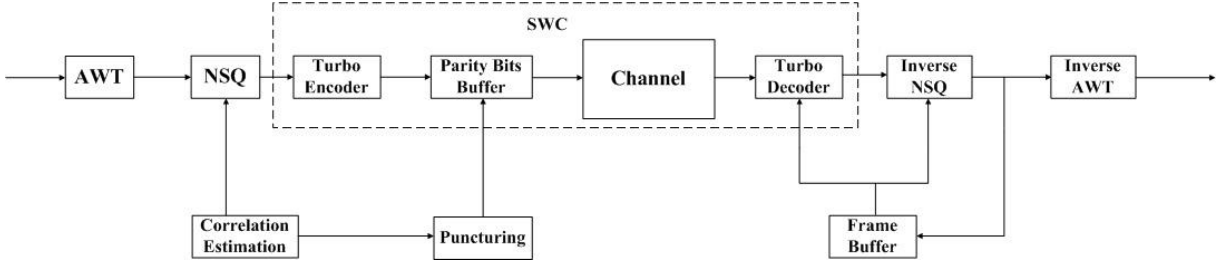 SWC
AWT
NSQ
Turbo
Encoder
Parity Bits
Buffer
Channel
Turbo
Decoder
Inverse
NSQ
Inverse
AWT
Correlation
Estimation
Puncturing
Frame
Buffer